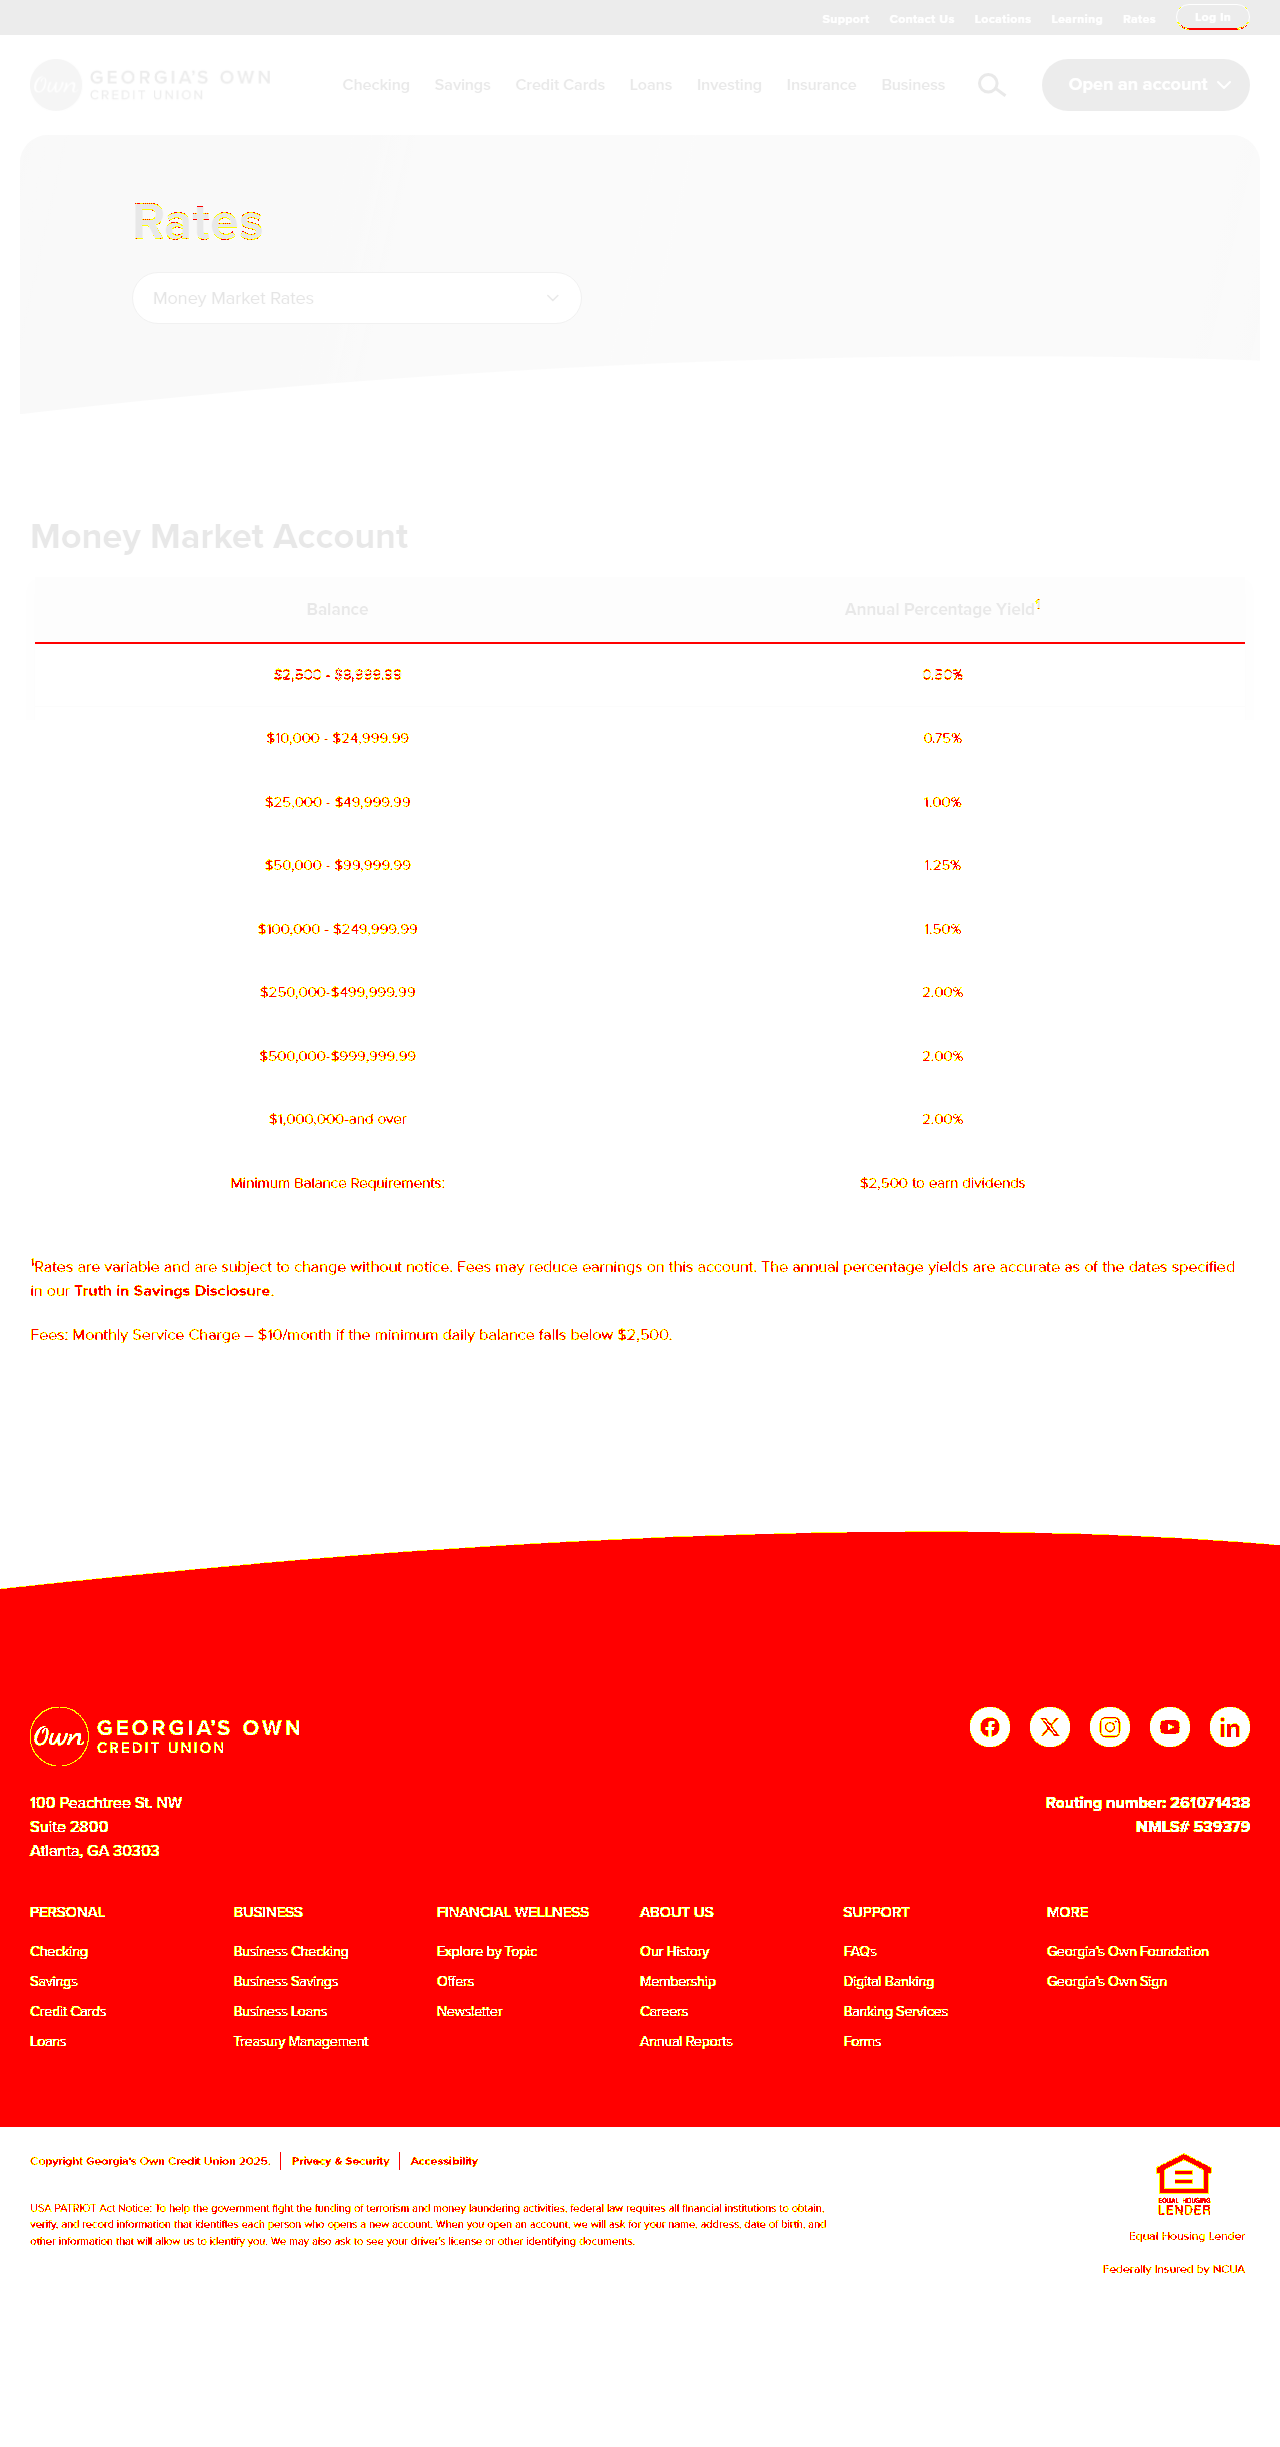 Support Contact Us Locations Learning Rates Log In
Own GEORGIA'S OWN
CREDIT UNION
Checking Savings Credit Cards Loans Investing Insurance Business Open an account
Rates
Money Market Rates
Money Market Account
Balance Annual Percentage Yield¹
$2,500 - $9,999.99 0.50%
$10,000 - $24,999.99 0.75%
$25,000 - $49,999.99 1.00%
$50,000 - $99,999.99 1.25%
$100,000 - $249,999.99 1.50%
$250,000-$499,999.99 2.00%
$500,000-$999,999.99 2.00%
$1,000,000-and over 2.00%
Minimum Balance Requirements: $2,500 to earn dividends
¹Rates are variable and are subject to change without notice. Fees may reduce earnings on this account. The annual percentage yields are accurate as of the dates specified
in our Truth in Savings Disclosure.
Fees: Monthly Service Charge – $10/month if the minimum daily balance falls below $2,500.
Own GEORGIA'S OWN
CREDIT UNION
100 Peachtree St. NW
Suite 2800
Atlanta, GA 30303
Routing number: 261071438
NMLS# 539379
PERSONAL BUSINESS FINANCIAL WELLNESS ABOUT US SUPPORT MORE
Checking Business Checking Explore by Topic Our History FAQs Georgia's Own Foundation
Savings Business Savings Offers Membership Digital Banking Georgia's Own Sign
Credit Cards Business Loans Newsletter Careers Banking Services
Loans Treasury Management Annual Reports Forms
Copyright Georgia's Own Credit Union 2025. Privacy & Security Accessibility
USA PATRIOT Act Notice: To help the government fight the funding of terrorism and money laundering activities, federal law requires all financial institutions to obtain,
verify, and record information that identifies each person who opens a new account. When you open an account, we will ask for your name, address, date of birth, and
other information that will allow us to identify you. We may also ask to see your driver's license or other identifying documents.
EQUAL HOUSING
LENDER
Equal Housing Lender
Federally Insured by NCUA